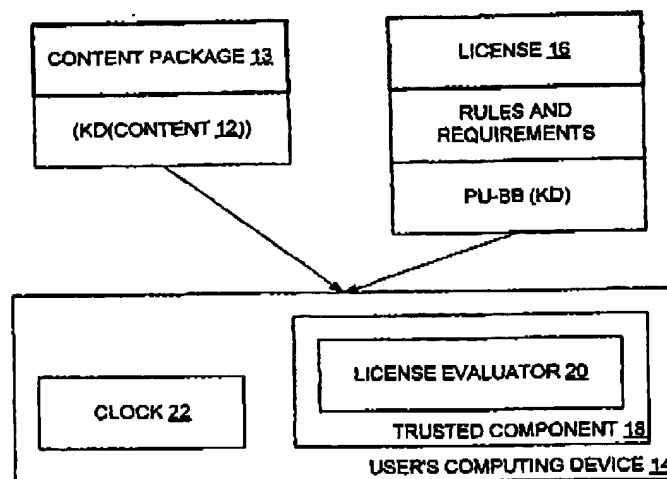 CONTENT PACKAGE 13
(KD(CONTENT 12))
LICENSE 16
RULES AND
REQUIREMENTS
PU-BB (KD)
LICENSE EVALUATOR 20
CLOCK 22
TRUSTED COMPONENT 18
USER'S COMPUTING DEVICE 14